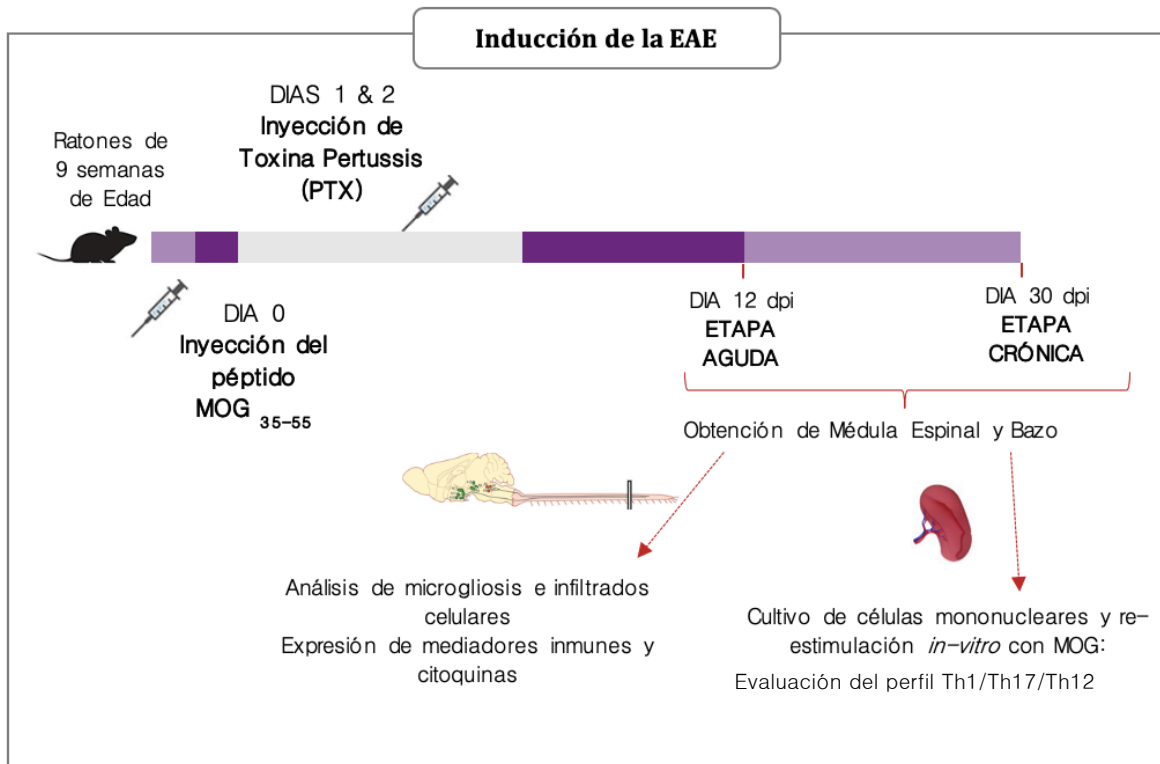 Inducción de la EAE
Ratones de
9 semanas
de Edad
DIAS 1 & 2
Inyección de
Toxina Pertussis
(PTX)
DIA 0
Inyección del
péptido
MOG 35-55
DIA 12 dpi
ETAPA
AGUDA
DIA 30 dpi
ETAPA
CRÓNICA
Obtención de Médula Espinal y Bazo
Análisis de microgliosis e infiltrados
celulares
Expresión de mediadores inmunes y
citoquinas
Cultivo de células mononucleares y re-
estimulación in-vitro con MOG:
Evaluación del perfil Th1/Th17/Th12